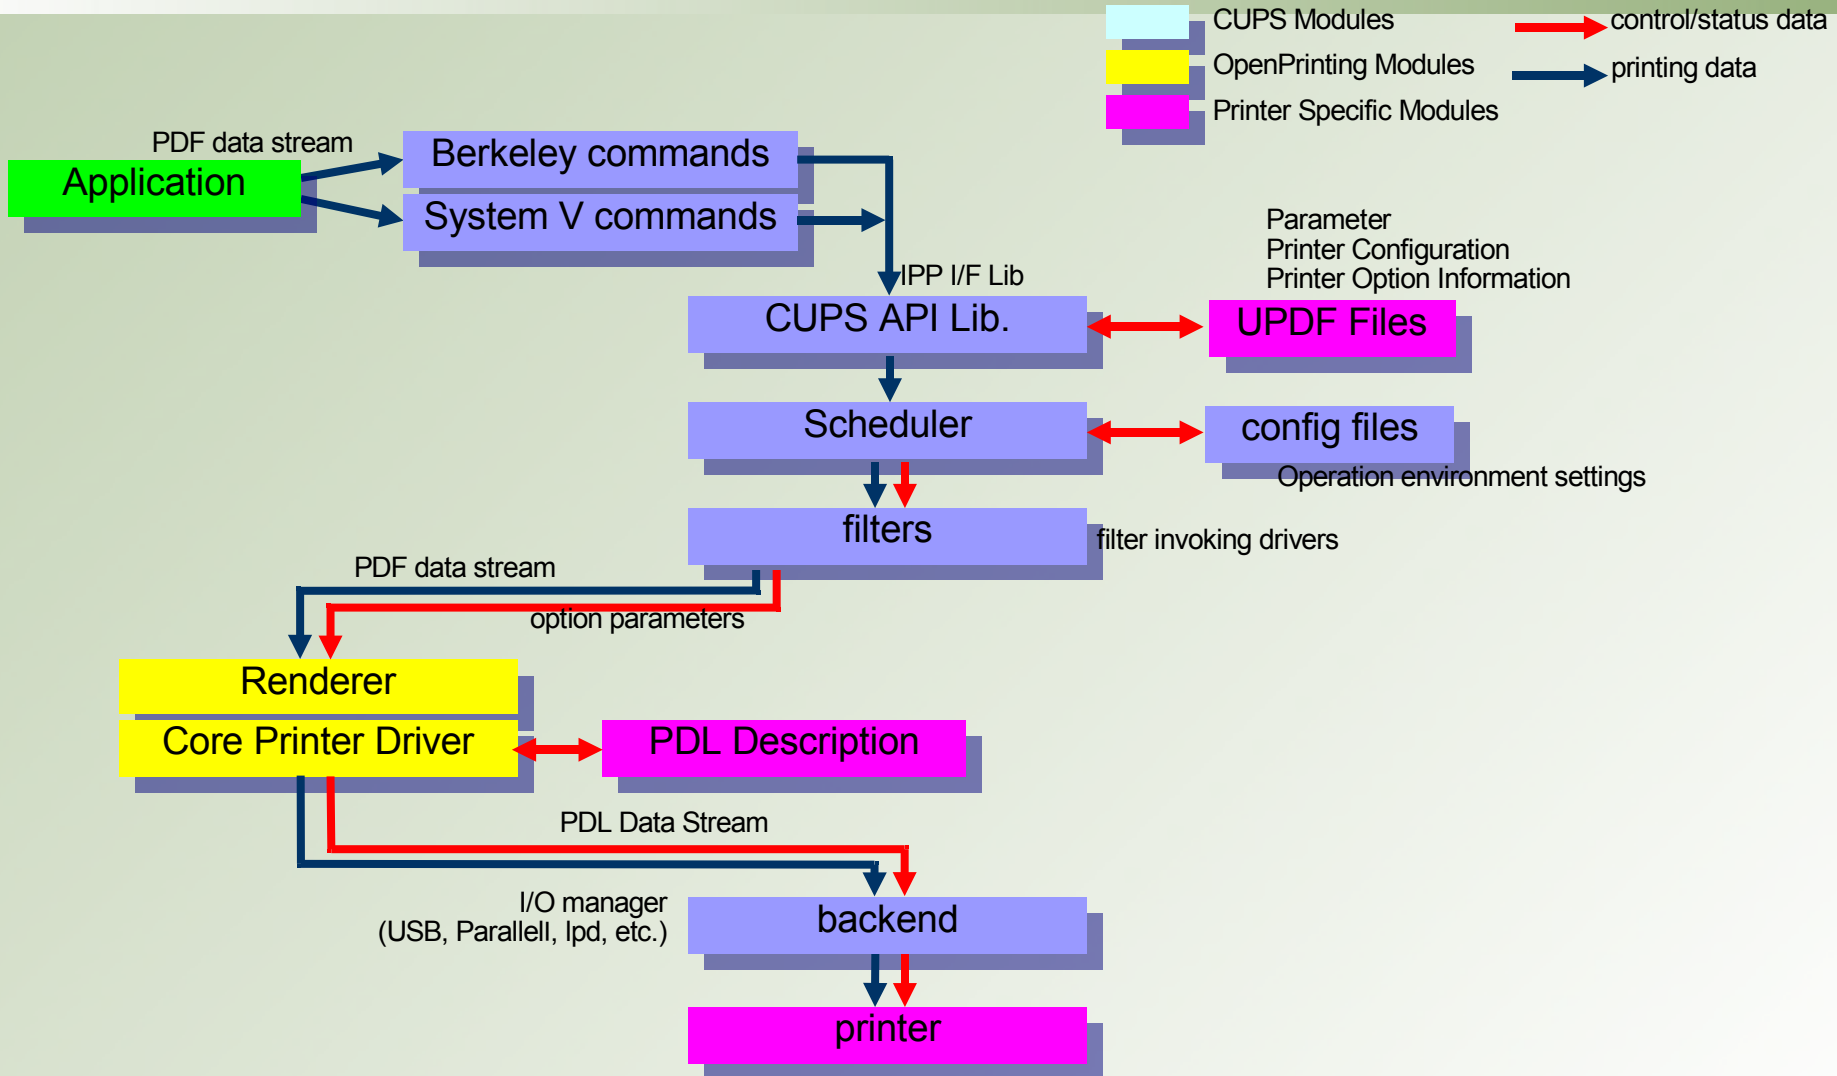 CUPS Modules
control/status data
OpenPrinting Modules
printing data
Printer Specific Modules
PDF data stream
Application
Berkeley commands
System V commands
Parameter
Printer Configuration
Printer Option Information
IPP I/F Lib
CUPS API Lib.
UPDF Files
Scheduler
config files
Operation environment settings
filters
filter invoking drivers
PDF data stream
option parameters
Renderer
Core Printer Driver
PDL Description
PDL Data Stream
I/O manager
(USB, Parallell, lpd, etc.)
backend
printer